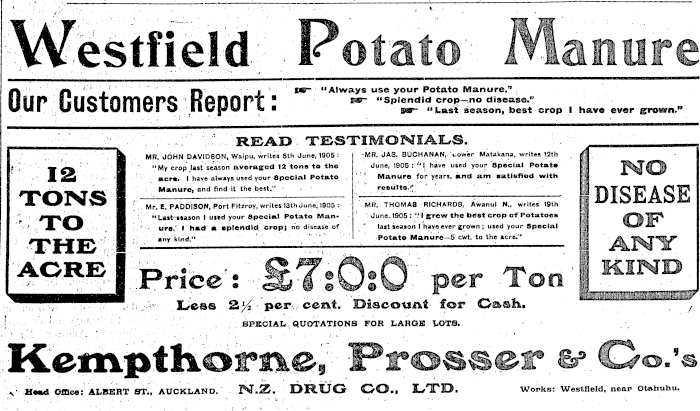 Westfield Potato Manure
Our Customers Report:
"Always use your Potato Manure."
"Splendid crop—no disease."
"Last season, best crop I have ever grown."
READ TESTIMONIALS.
12
TONS
TO
THE
ACRE
MR. JOHN DAVIDSON, Waipu, writes 5th June, 1905:
"My crop last season averaged 12 tons to the
acre. I have always used your Special Potato
Manure, and find it the best."
Mr. E. PADDISON, Port Fitzroy, writes 13th June, 1905:
"Last season I used your Special Potato Man-
ure. I had a splendid crop; no disease of
any kind."
MR. JAS. BUCHANAN, Lower Matakana, writes 12th
June, 1905: "I have used your Special Potato
Manure for years, and am satisfied with
results."
MR. THOMAS RICHARDS, Awanui N., writes 19th
June, 1905: "I grew the best crop of Potatoes
last season I have ever grown; used your Special
Potato Manure—5 cwt. to the acre."
NO
DISEASE
OF
ANY
KIND
Price: £7:0:0 per Ton
Less 2½ per cent. Discount for Cash.
SPECIAL QUOTATIONS FOR LARGE LOTS.
Kempthorne, Prosser & Co.'s
Head Office: ALBERT ST., AUCKLAND. N.Z. DRUG CO., LTD. Works: Westfield, near Otahuhu.